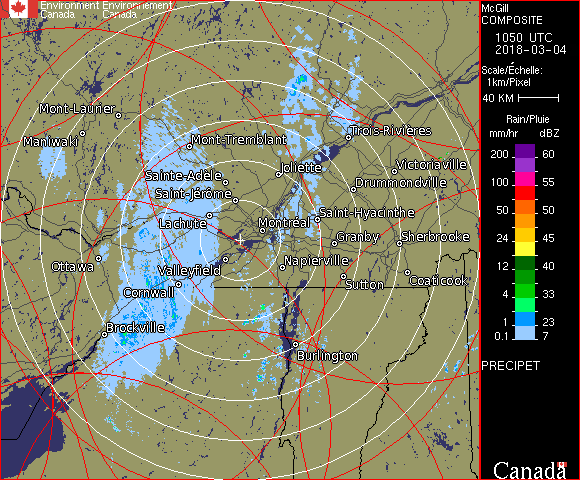 Environment Environnement
Canada Canada
McGill
COMPOSITE
1050 UTC
2018-03-04
Scale/Échelle:
1km/Pixel
40 KM
Rain/Pluie
mm/hr dBZ
200 60
100 55
50 50
24 45
12 40
4 33
1 23
0.1 7
PRECIPET
Canada
Mont-Laurier
Maniwaki
Mont-Tremblant
Trois-Rivières
Joliette
Victoriaville
Sainte-Adèle
Drummondville
Saint-Jérôme
Saint-Hyacinthe
Lachute
Montréal
Granby
Sherbrooke
Ottawa
Valleyfield
Napierville
Sutton
Coaticook
Cornwall
Brockville
Burlington